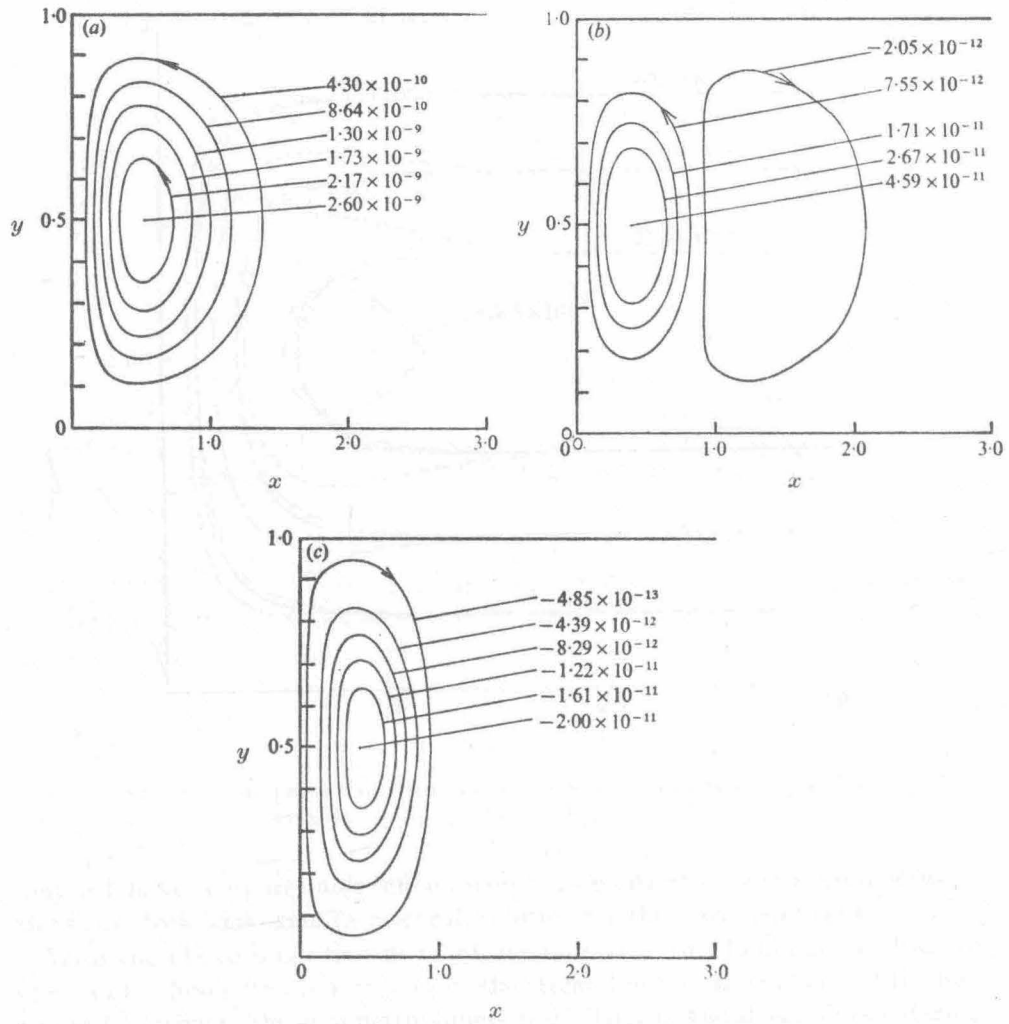 (a)
1·0
0·5
0
y
1·0
2·0
3·0
x
4·30 × 10⁻¹⁰
8·64 × 10⁻¹⁰
1·30 × 10⁻⁹
1·73 × 10⁻⁹
2·17 × 10⁻⁹
2·60 × 10⁻⁹
(b)
1·0
0·5
0
y
0
1·0
2·0
3·0
x
−2·05 × 10⁻¹²
7·55 × 10⁻¹²
1·71 × 10⁻¹¹
2·67 × 10⁻¹¹
4·59 × 10⁻¹¹
(c)
1·0
0·5
0
y
1·0
2·0
3·0
x
−4·85 × 10⁻¹³
−4·39 × 10⁻¹²
−8·29 × 10⁻¹²
−1·22 × 10⁻¹¹
−1·61 × 10⁻¹¹
−2·00 × 10⁻¹¹